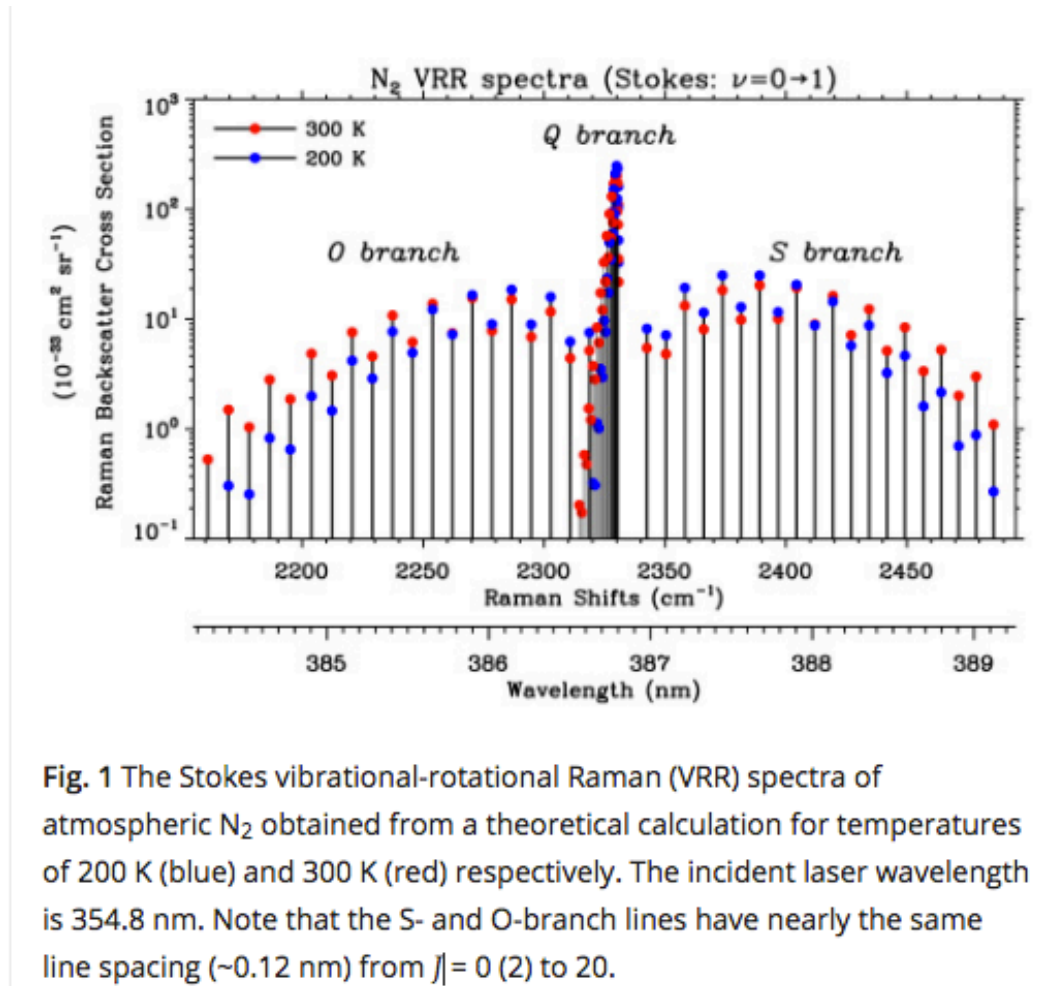 N₂ VRR spectra (Stokes: ν=0→1)
10³
300 K
200 K
Q branch
Raman Backscatter Cross Section
(10⁻³³ cm² sr⁻¹)
10²
O branch
S branch
10¹
10⁰
10⁻¹
2200 2250 2300 2350 2400 2450
Raman Shifts (cm⁻¹)
385 386 387 388 389
Wavelength (nm)
Fig. 1 The Stokes vibrational-rotational Raman (VRR) spectra of
atmospheric N₂ obtained from a theoretical calculation for temperatures
of 200 K (blue) and 300 K (red) respectively. The incident laser wavelength
is 354.8 nm. Note that the S- and O-branch lines have nearly the same
line spacing (~0.12 nm) from J = 0 (2) to 20.